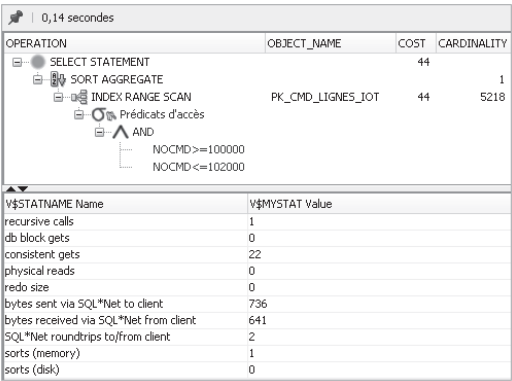 0,14 secondes
OPERATION OBJECT_NAME COST CARDINALITY
SELECT STATEMENT 44
SORT AGGREGATE 1
INDEX RANGE SCAN PK_CMD_LIGNES_IOT 44 5218
Prédicats d'accès
AND
NOCMD>=100000
NOCMD<=102000
V$STATNAME Name V$MYSTAT Value
recursive calls 1
db block gets 0
consistent gets 22
physical reads 0
redo size 0
bytes sent via SQL*Net to client 736
bytes received via SQL*Net from client 641
SQL*Net roundtrips to/from client 2
sorts (memory) 1
sorts (disk) 0